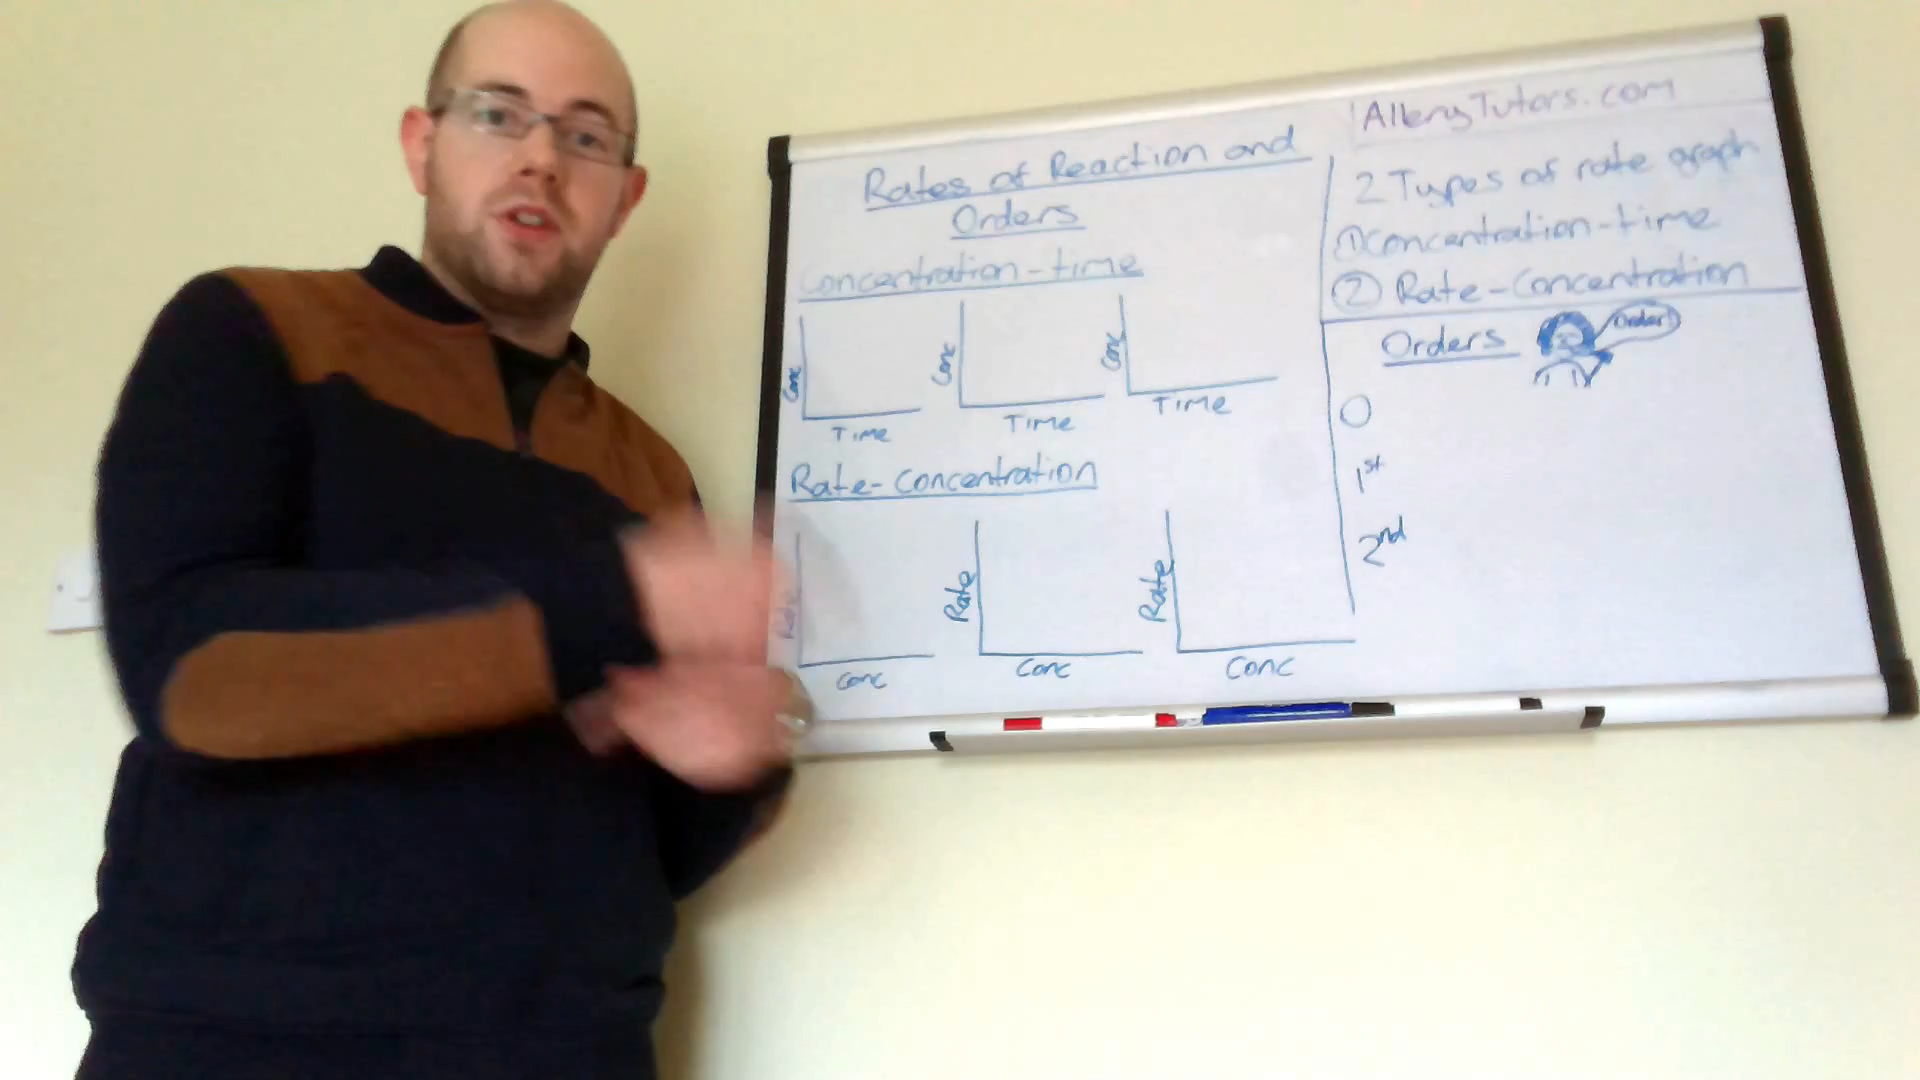 Rates of Reaction and
Orders
Concentration-time
Conc
Time
Conc
Time
Conc
Time
Rate-Concentration
Rate
Conc
Rate
Conc
Rate
Conc
AlleryTutors.com
2 Types of rate graph
① Concentration-time
② Rate-Concentration
Orders
Order!
0
1st
2nd